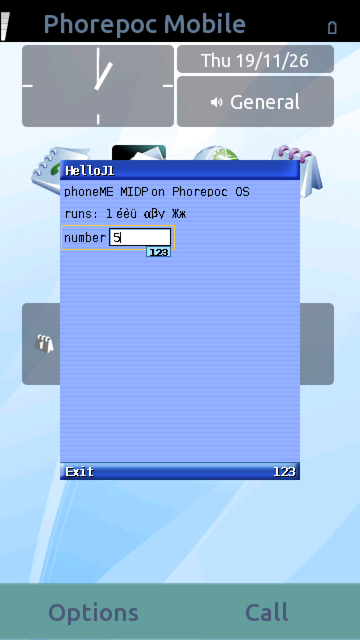 Phorepoc Mobile
Thu 19/11/26
General
HelloJ1
phoneME MIDP on Phorepoc OS
runs: 1 éèü αβγ Жж
number 5
123
Exit 123
Options Call